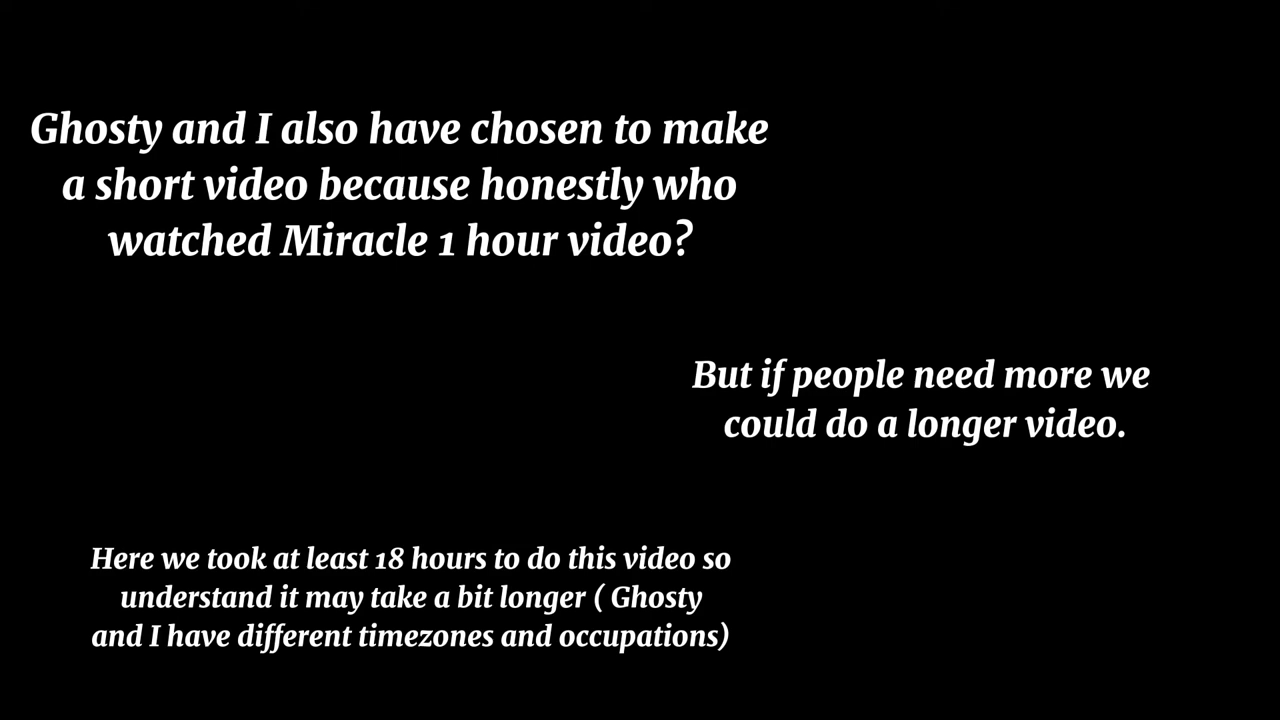 Ghosty and I also have chosen to make
a short video because honestly who
watched Miracle 1 hour video?
But if people need more we
could do a longer video.
Here we took at least 18 hours to do this video so
understand it may take a bit longer ( Ghosty
and I have different timezones and occupations)